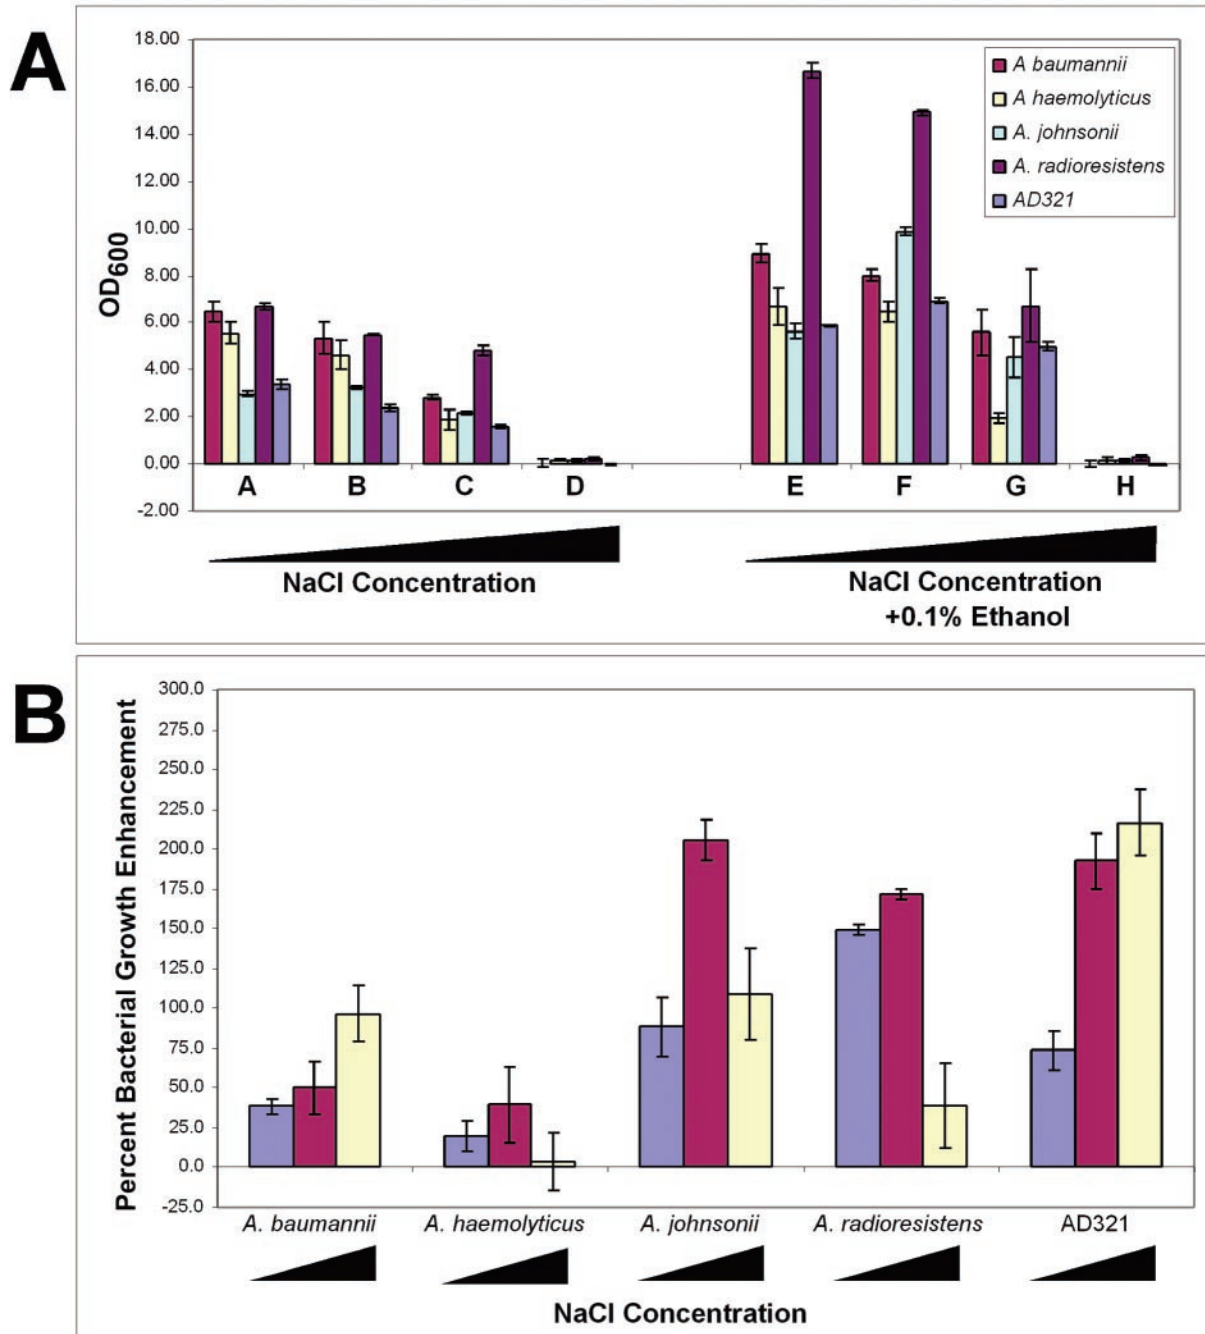 A
18.00
16.00
14.00
12.00
10.00
8.00
6.00
4.00
2.00
0.00
-2.00
OD600
A baumannii
A haemolyticus
A. johnsonii
A. radioresistens
AD321
A B C D E F G H
NaCl Concentration
NaCl Concentration
+0.1% Ethanol
B
300.0
275.0
250.0
225.0
200.0
175.0
150.0
125.0
100.0
75.0
50.0
25.0
0.0
-25.0
Percent Bacterial Growth Enhancement
A. baumannii A. haemolyticus A. johnsonii A. radioresistens AD321
NaCl Concentration